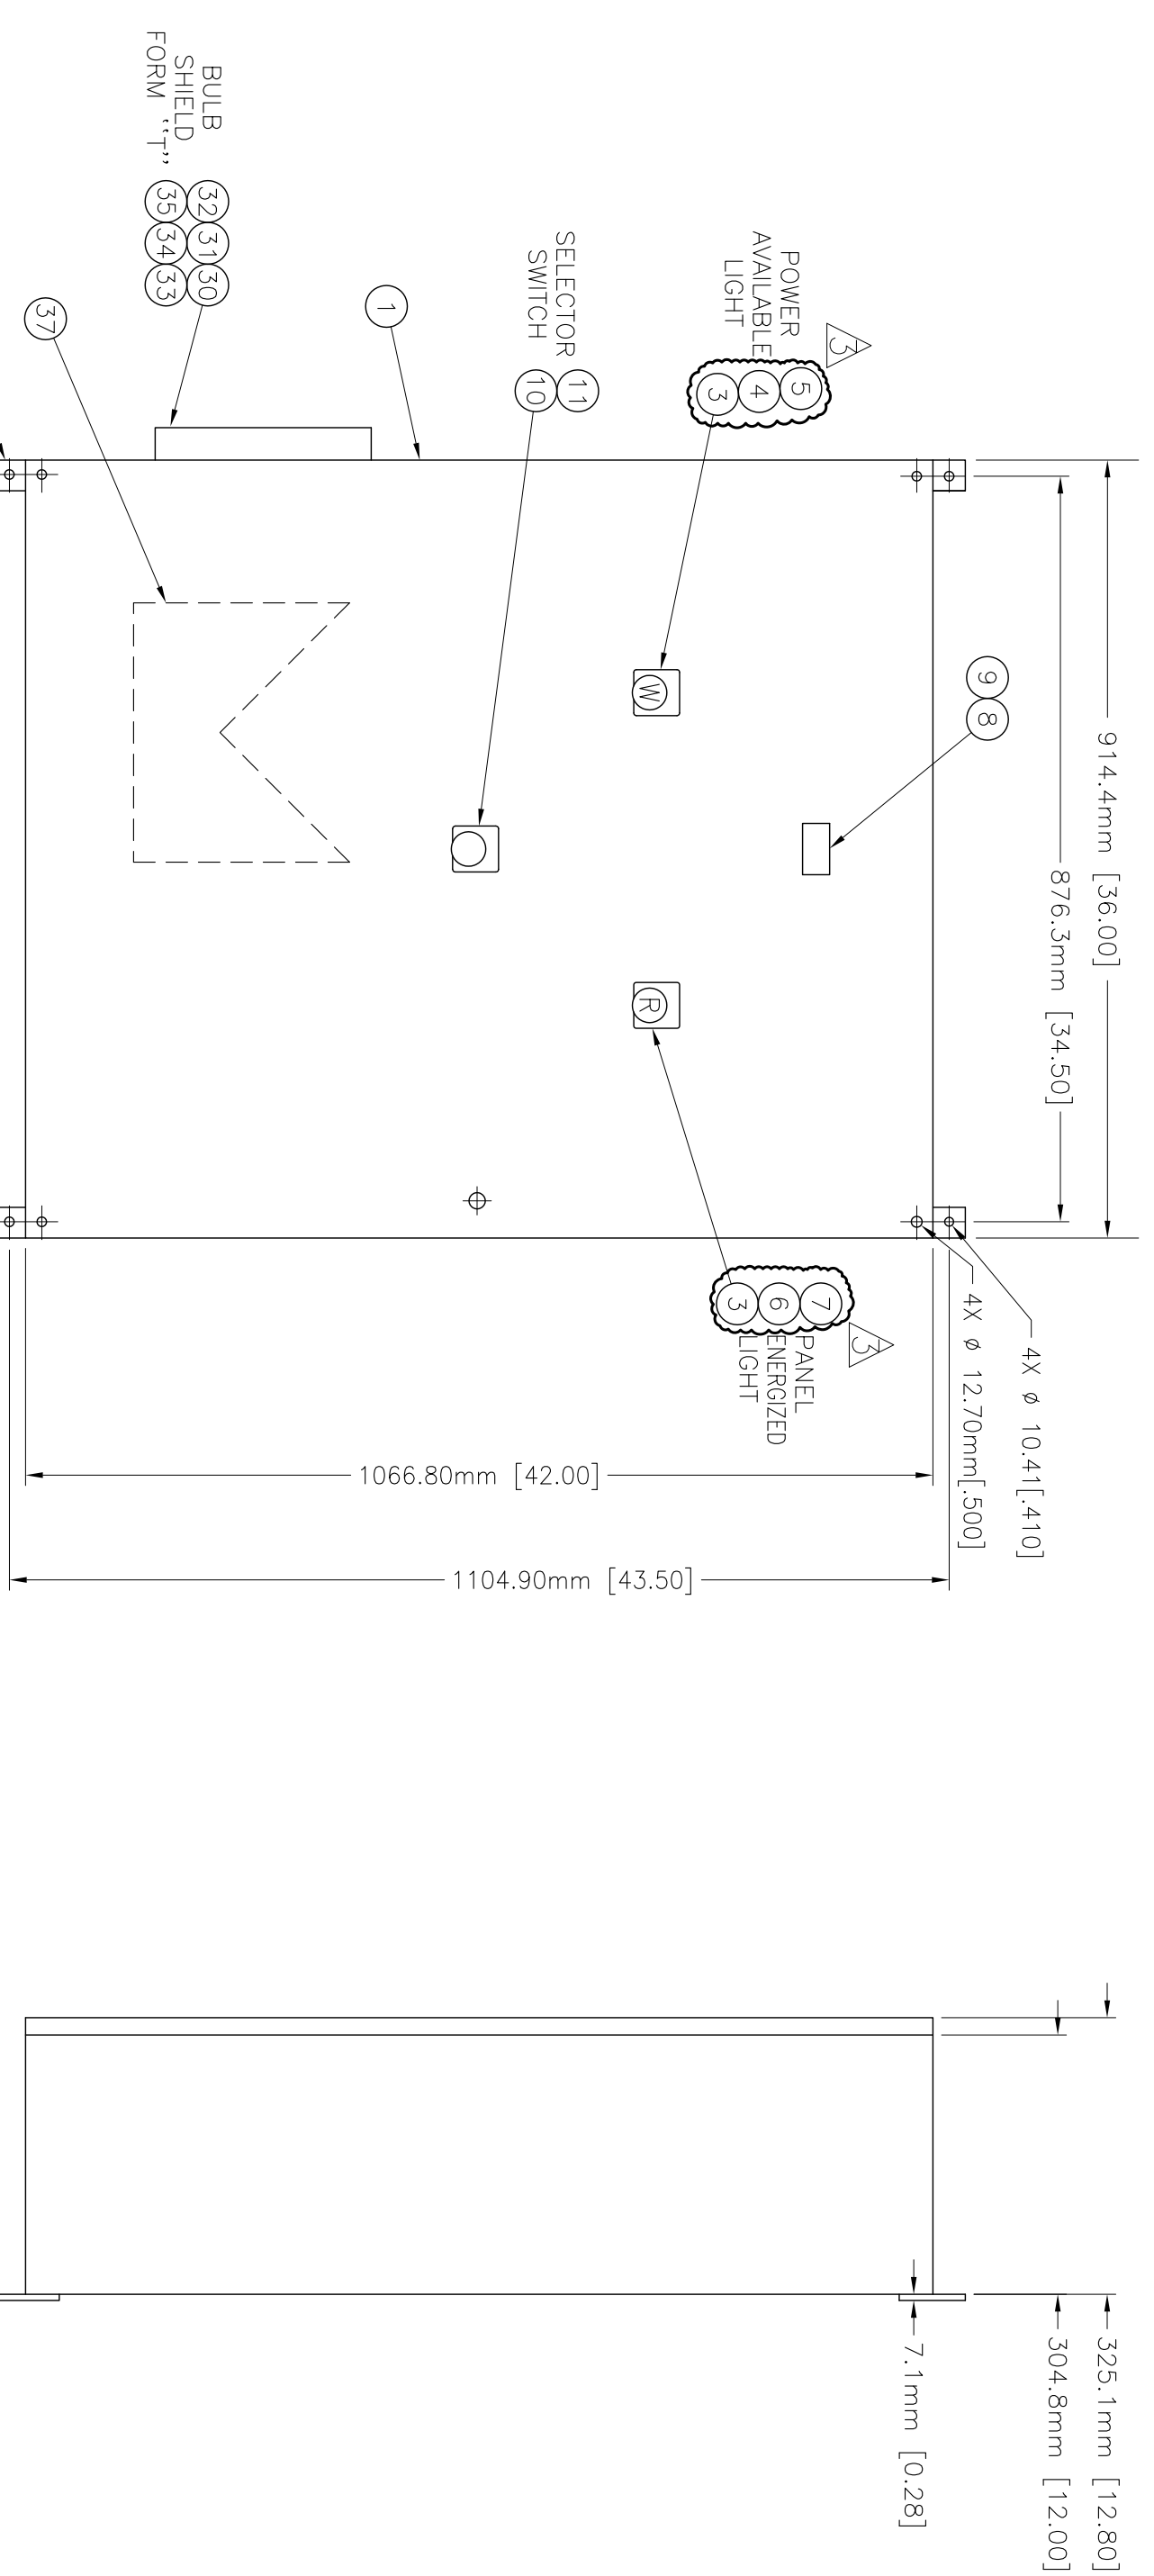 914.4mm [36.00]
876.3mm [34.50]
4X ø 10.41[.410]
4X ø 12.70mm[.500]
9 8
3
5
4
3
POWER
AVAILABLE
LIGHT
W
R
3
7
6
3
PANEL
ENERGIZED
LIGHT
SELECTOR
SWITCH
11
10
1
BULB
SHIELD
FORM "T"
32 31 30
35 34 33
37
1066.80mm [42.00]
1104.90mm [43.50]
325.1mm [12.80]
304.8mm [12.00]
7.1mm [0.28]